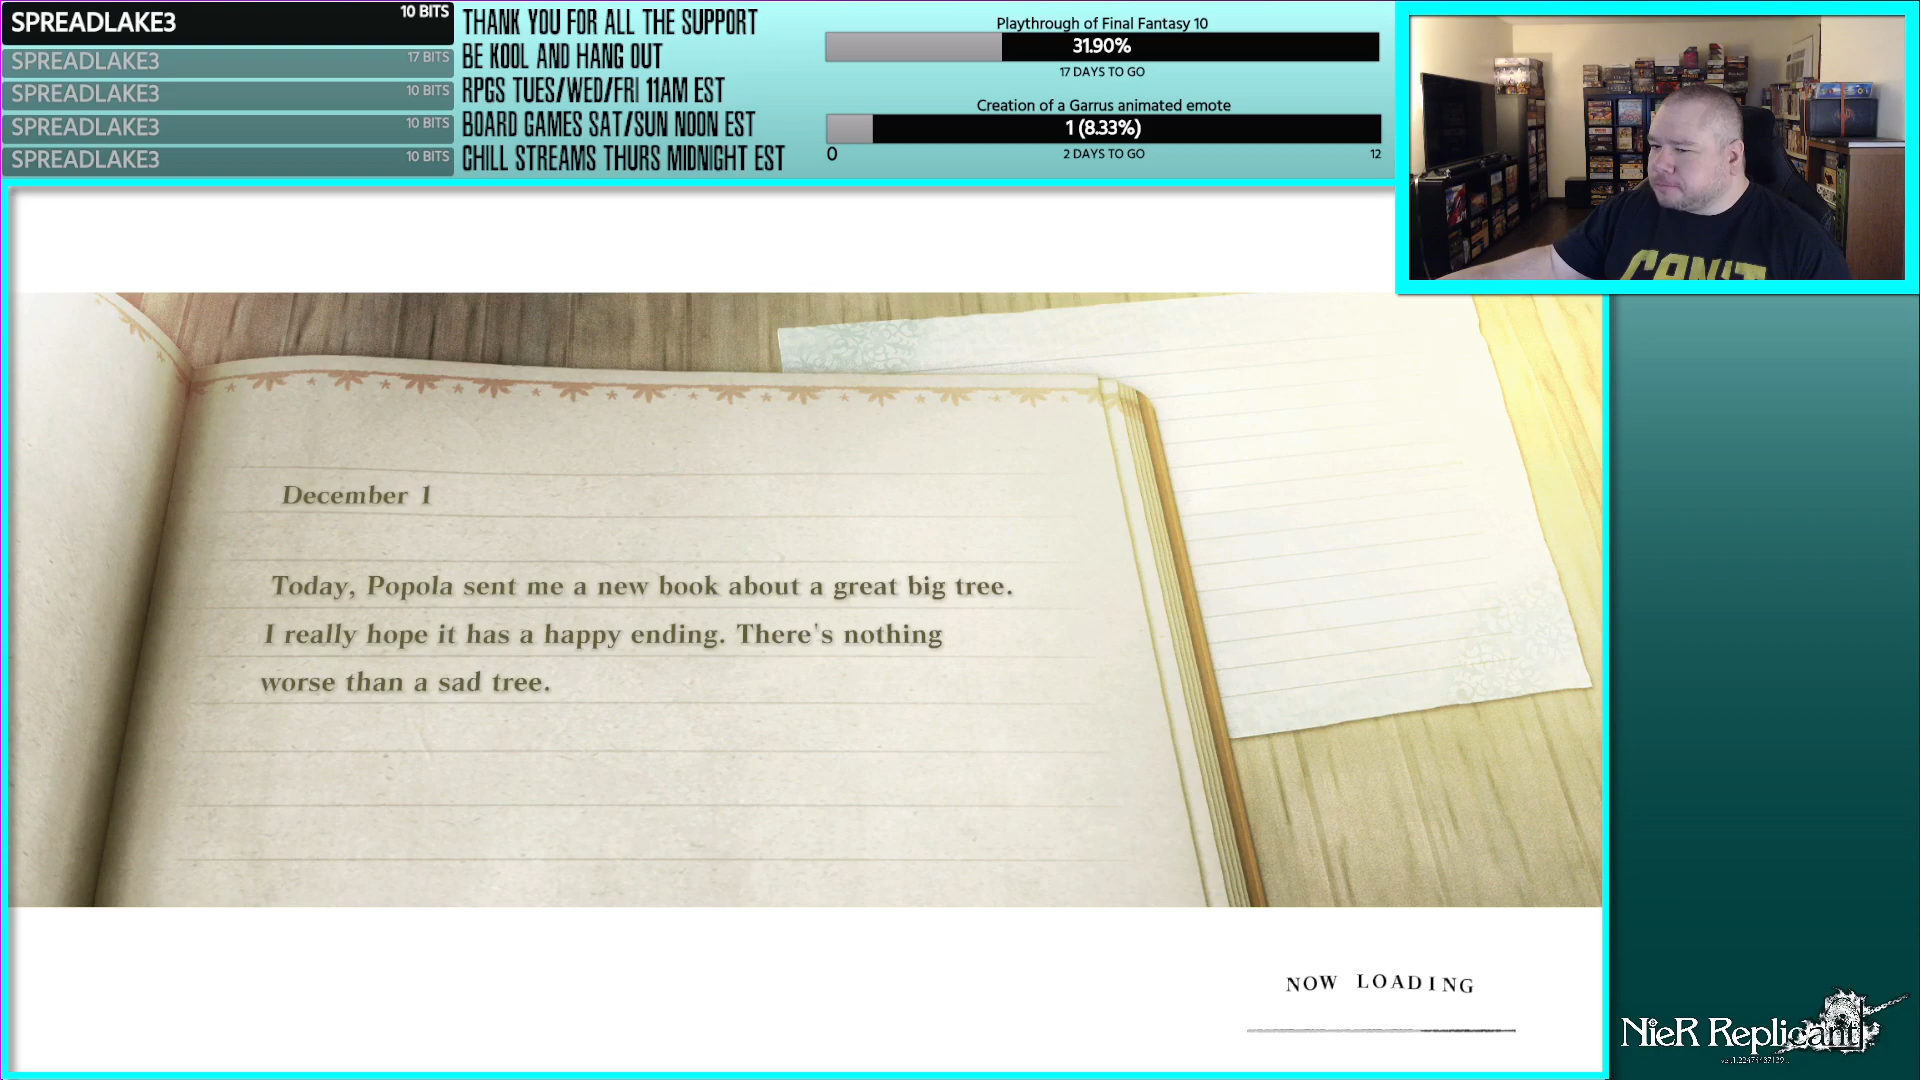 SPREADLAKE3 10 BITS
SPREADLAKE3 17 BITS
SPREADLAKE3 10 BITS
SPREADLAKE3 10 BITS
SPREADLAKE3 10 BITS
THANK YOU FOR ALL THE SUPPORT
BE KOOL AND HANG OUT
RPGS TUES/WED/FRI 11AM EST
BOARD GAMES SAT/SUN NOON EST
CHILL STREAMS THURS MIDNIGHT EST
Playthrough of Final Fantasy 10
31.90%
17 DAYS TO GO
Creation of a Garrus animated emote
1 (8.33%)
0 2 DAYS TO GO 12
December 1
Today, Popola sent me a new book about a great big tree.
I really hope it has a happy ending. There's nothing
worse than a sad tree.
NOW LOADING
NieR Replicant